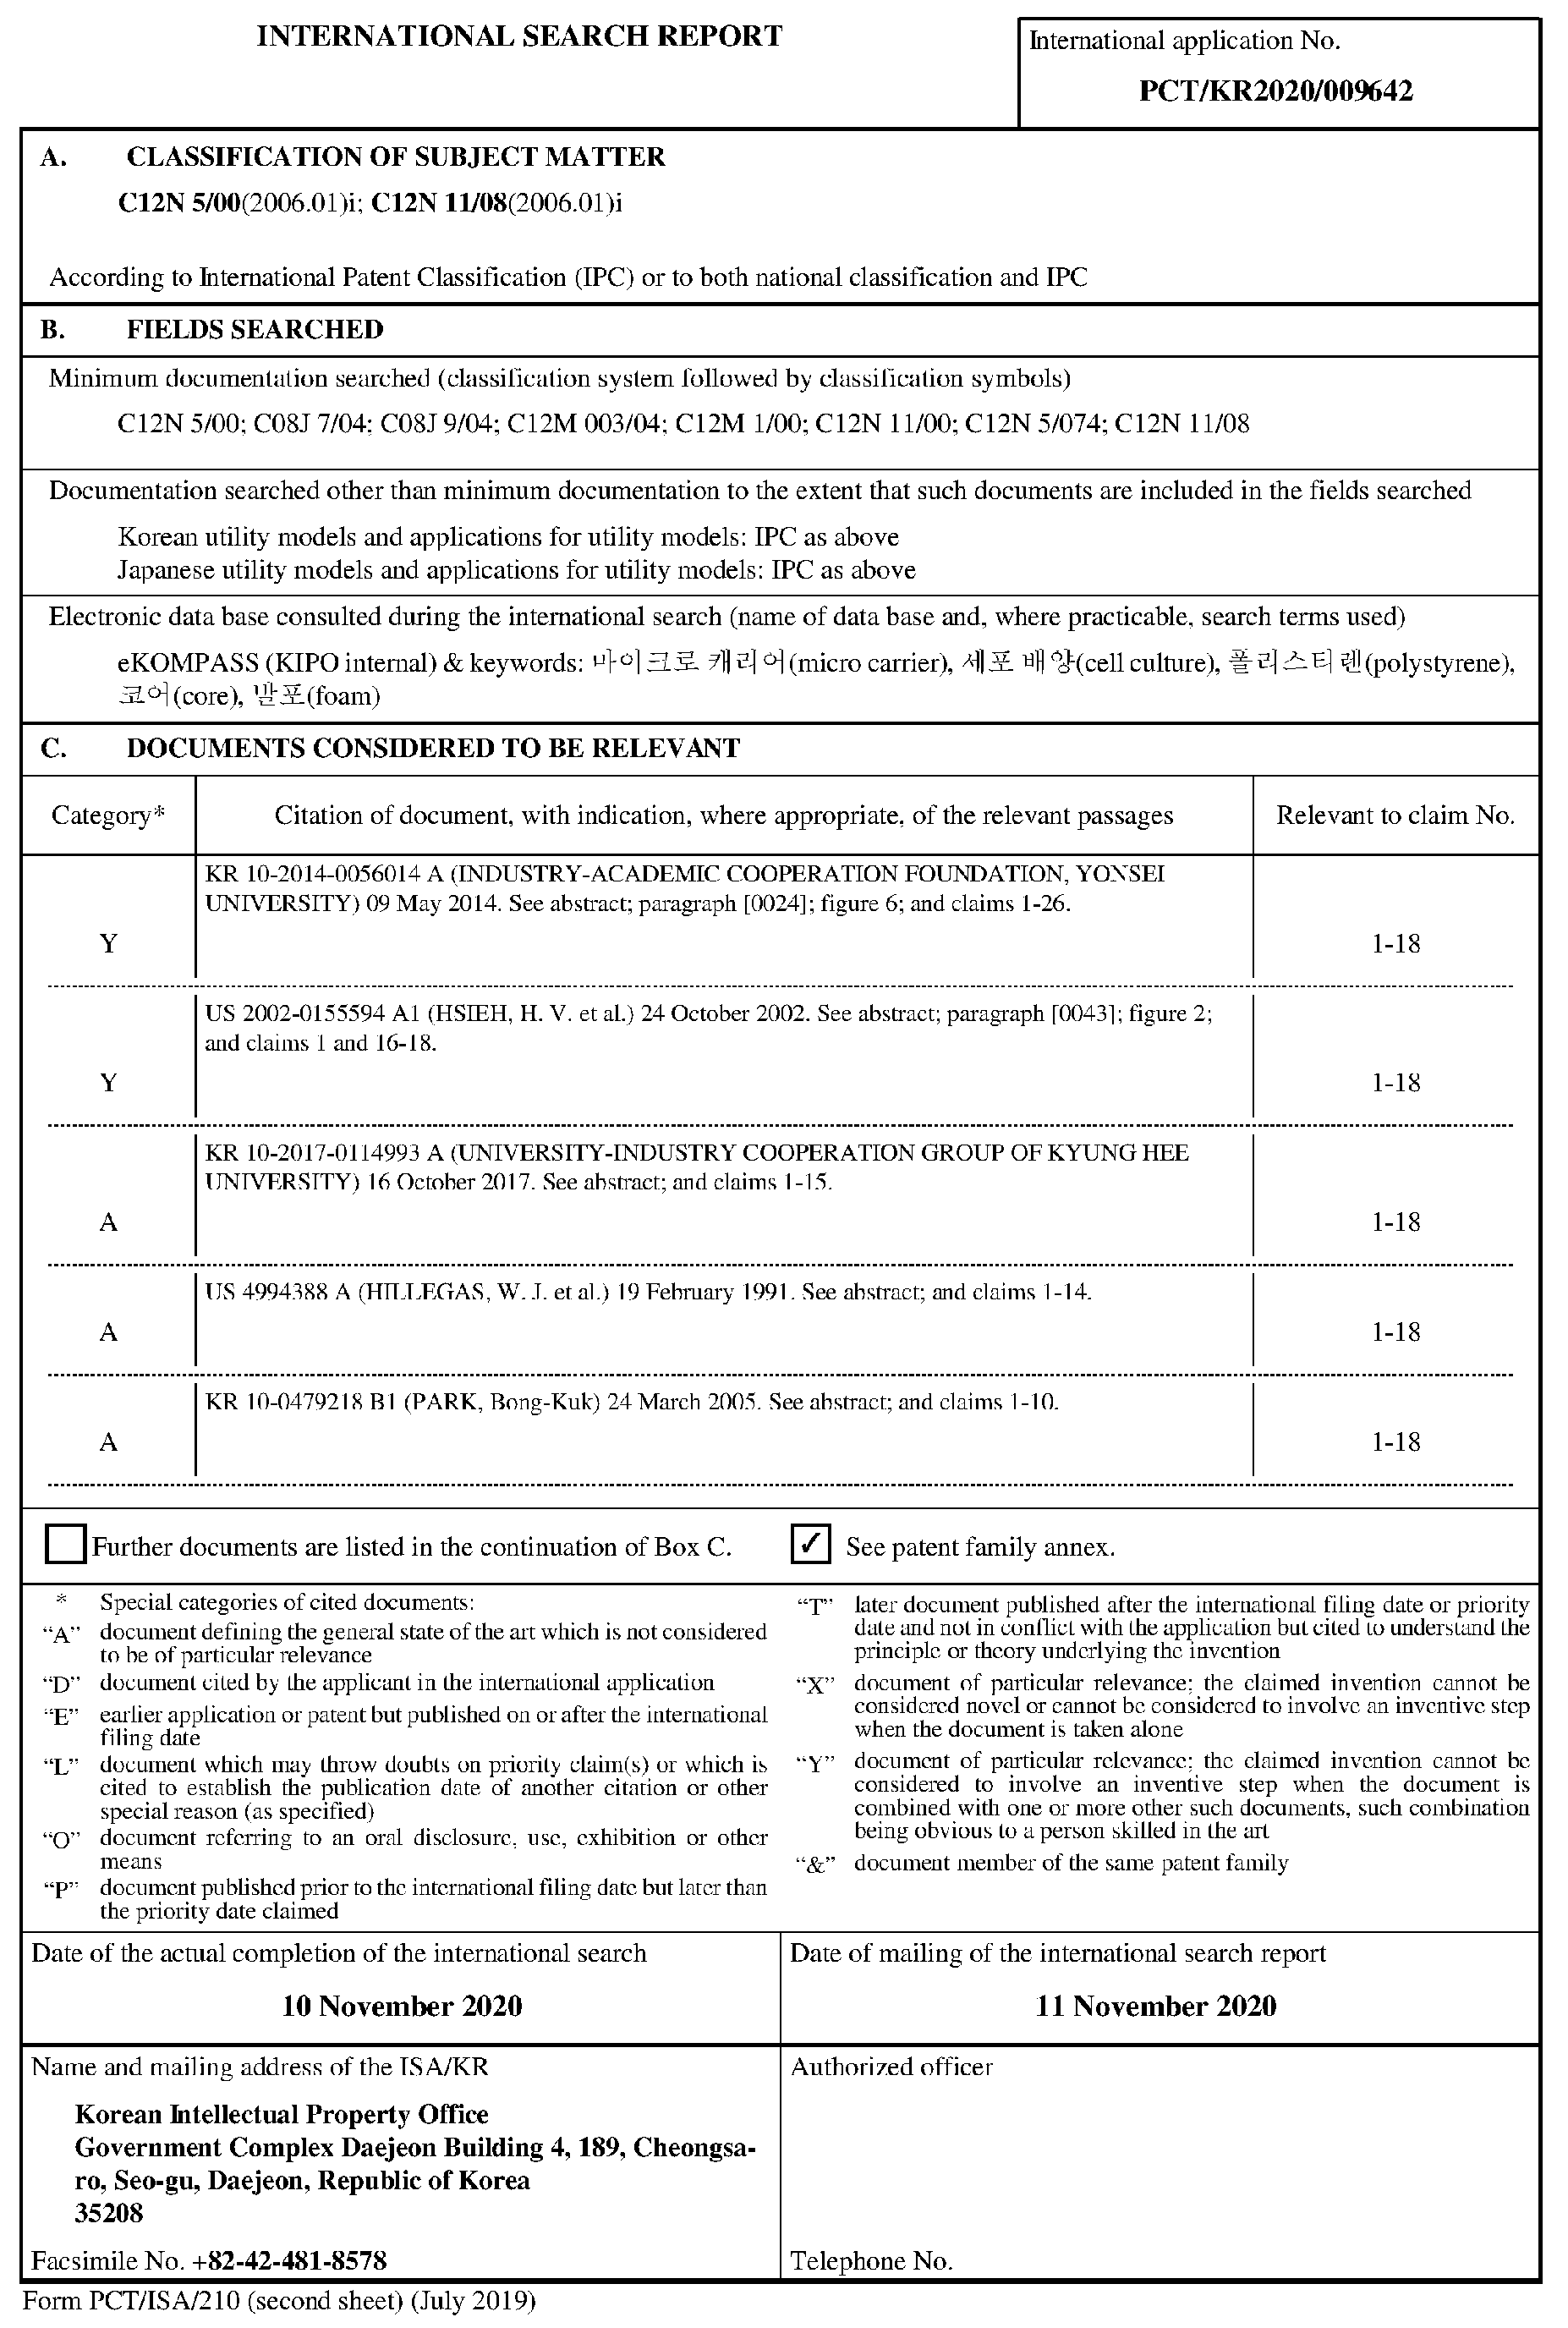 INTERNATIONAL SEARCH REPORT
International application No.
PCT/KR2020/009642
A. CLASSIFICATION OF SUBJECT MATTER
C12N 5/00(2006.01)i; C12N 11/08(2006.01)i
According to International Patent Classification (IPC) or to both national classification and IPC
B. FIELDS SEARCHED
Minimum documentation searched (classification system followed by classification symbols)
C12N 5/00; C08J 7/04; C08J 9/04; C12M 003/04; C12M 1/00; C12N 11/00; C12N 5/074; C12N 11/08
Documentation searched other than minimum documentation to the extent that such documents are included in the fields searched
Korean utility models and applications for utility models: IPC as above
Japanese utility models and applications for utility models: IPC as above
Electronic data base consulted during the international search (name of data base and, where practicable, search terms used)
eKOMPASS (KIPO internal) & keywords: 마이크로 캐리어(micro carrier), 세포 배양(cell culture), 폴리스티렌(polystyrene),
코어(core), 발포(foam)
C. DOCUMENTS CONSIDERED TO BE RELEVANT
Category*
Citation of document, with indication, where appropriate, of the relevant passages
Relevant to claim No.
KR 10-2014-0056014 A (INDUSTRY-ACADEMIC COOPERATION FOUNDATION, YONSEI
UNIVERSITY) 09 May 2014. See abstract; paragraph [0024]; figure 6; and claims 1-26.
Y
1-18
US 2002-0155594 A1 (HSIEH, H. V. et al.) 24 October 2002. See abstract; paragraph [0043]; figure 2;
and claims 1 and 16-18.
Y
1-18
KR 10-2017-0114993 A (UNIVERSITY-INDUSTRY COOPERATION GROUP OF KYUNG HEE
UNIVERSITY) 16 October 2017. See abstract; and claims 1-15.
A
1-18
US 4994388 A (HILLEGAS, W. J. et al.) 19 February 1991. See abstract; and claims 1-14.
A
1-18
KR 10-0479218 B1 (PARK, Bong-Kuk) 24 March 2005. See abstract; and claims 1-10.
A
1-18
Further documents are listed in the continuation of Box C.
✓ See patent family annex.
* Special categories of cited documents:
“A” document defining the general state of the art which is not considered
to be of particular relevance
“D” document cited by the applicant in the international application
“E” earlier application or patent but published on or after the international
filing date
“L” document which may throw doubts on priority claim(s) or which is
cited to establish the publication date of another citation or other
special reason (as specified)
“O” document referring to an oral disclosure, use, exhibition or other
means
“P” document published prior to the international filing date but later than
the priority date claimed
“T” later document published after the international filing date or priority
date and not in conflict with the application but cited to understand the
principle or theory underlying the invention
“X” document of particular relevance; the claimed invention cannot be
considered novel or cannot be considered to involve an inventive step
when the document is taken alone
“Y” document of particular relevance; the claimed invention cannot be
considered to involve an inventive step when the document is
combined with one or more other such documents, such combination
being obvious to a person skilled in the art
“&” document member of the same patent family
Date of the actual completion of the international search
10 November 2020
Date of mailing of the international search report
11 November 2020
Name and mailing address of the ISA/KR
Korean Intellectual Property Office
Government Complex Daejeon Building 4, 189, Cheongsa-
ro, Seo-gu, Daejeon, Republic of Korea
35208
Facsimile No. +82-42-481-8578
Authorized officer
Telephone No.
Form PCT/ISA/210 (second sheet) (July 2019)